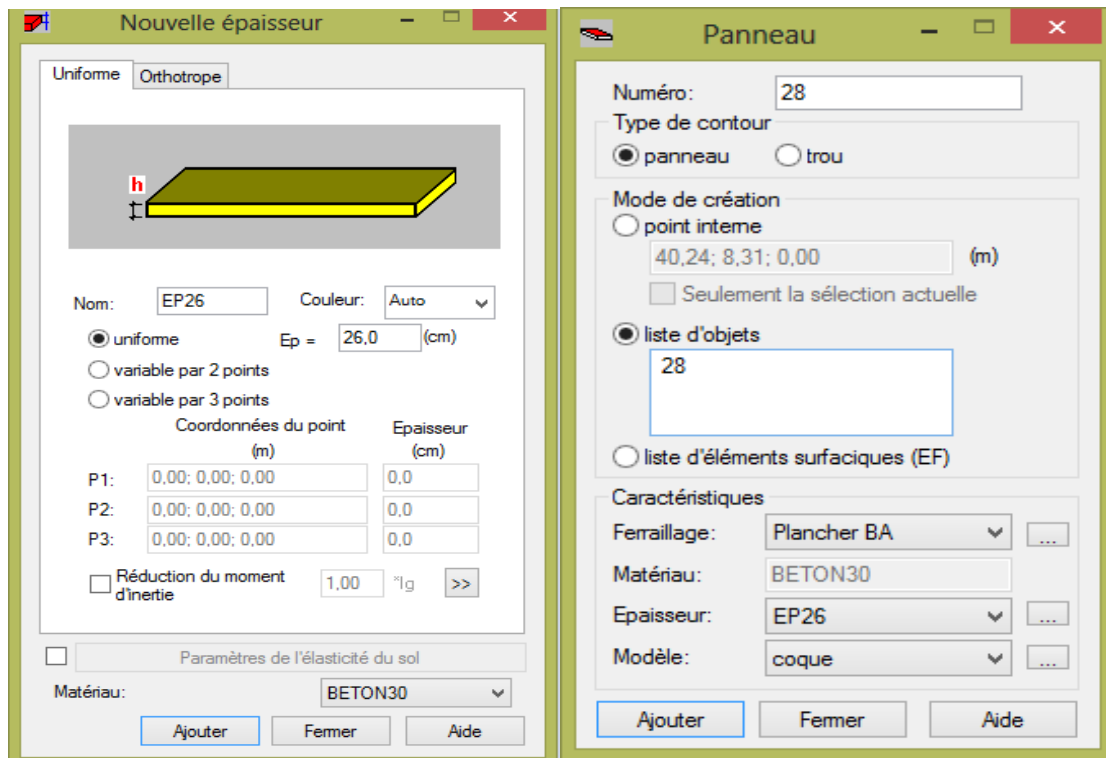 Nouvelle épaisseur
Uniforme Orthotrope
h
Nom: EP26 Couleur: Auto
uniforme Ep = 26,0 (cm)
variable par 2 points
variable par 3 points
Coordonnées du point Epaisseur
(m) (cm)
P1: 0,00; 0,00; 0,00 0,0
P2: 0,00; 0,00; 0,00 0,0
P3: 0,00; 0,00; 0,00 0,0
Réduction du moment
d'inertie 1,00 *Ig >>
Paramètres de l'élasticité du sol
Matériau: BETON30
Ajouter Fermer Aide
Panneau
Numéro: 28
Type de contour
panneau trou
Mode de création
point interne
40,24; 8,31; 0,00 (m)
Seulement la sélection actuelle
liste d'objets
28
liste d'éléments surfaciques (EF)
Caractéristiques
Ferraillage: Plancher BA ...
Matériau: BETON30
Epaisseur: EP26 ...
Modèle: coque ...
Ajouter Fermer Aide